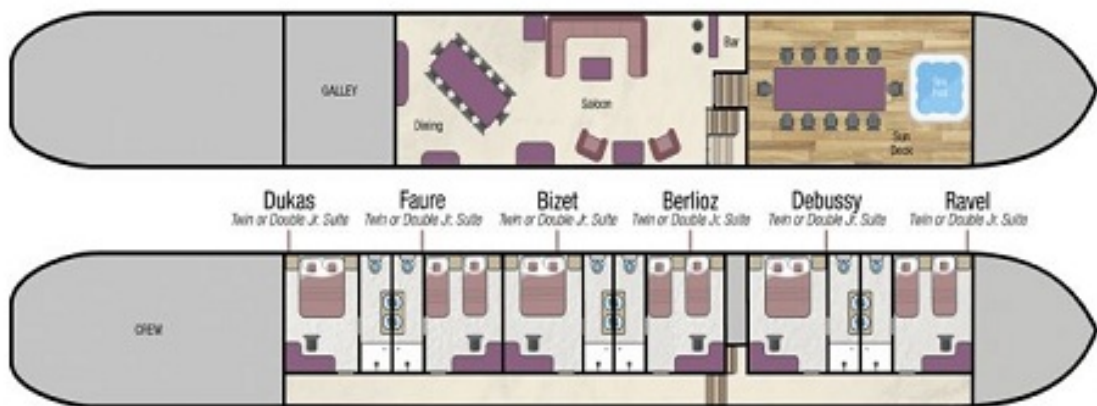 GALLEY
Dining
Saloon
Bar
Spa
Pool
Sun
Deck
Dukas
Twin or Double Jr. Suite
Faure
Twin or Double Jr. Suite
Bizet
Twin or Double Jr. Suite
Berlioz
Twin or Double Jr. Suite
Debussy
Twin or Double Jr. Suite
Ravel
Twin or Double Jr. Suite
CREW